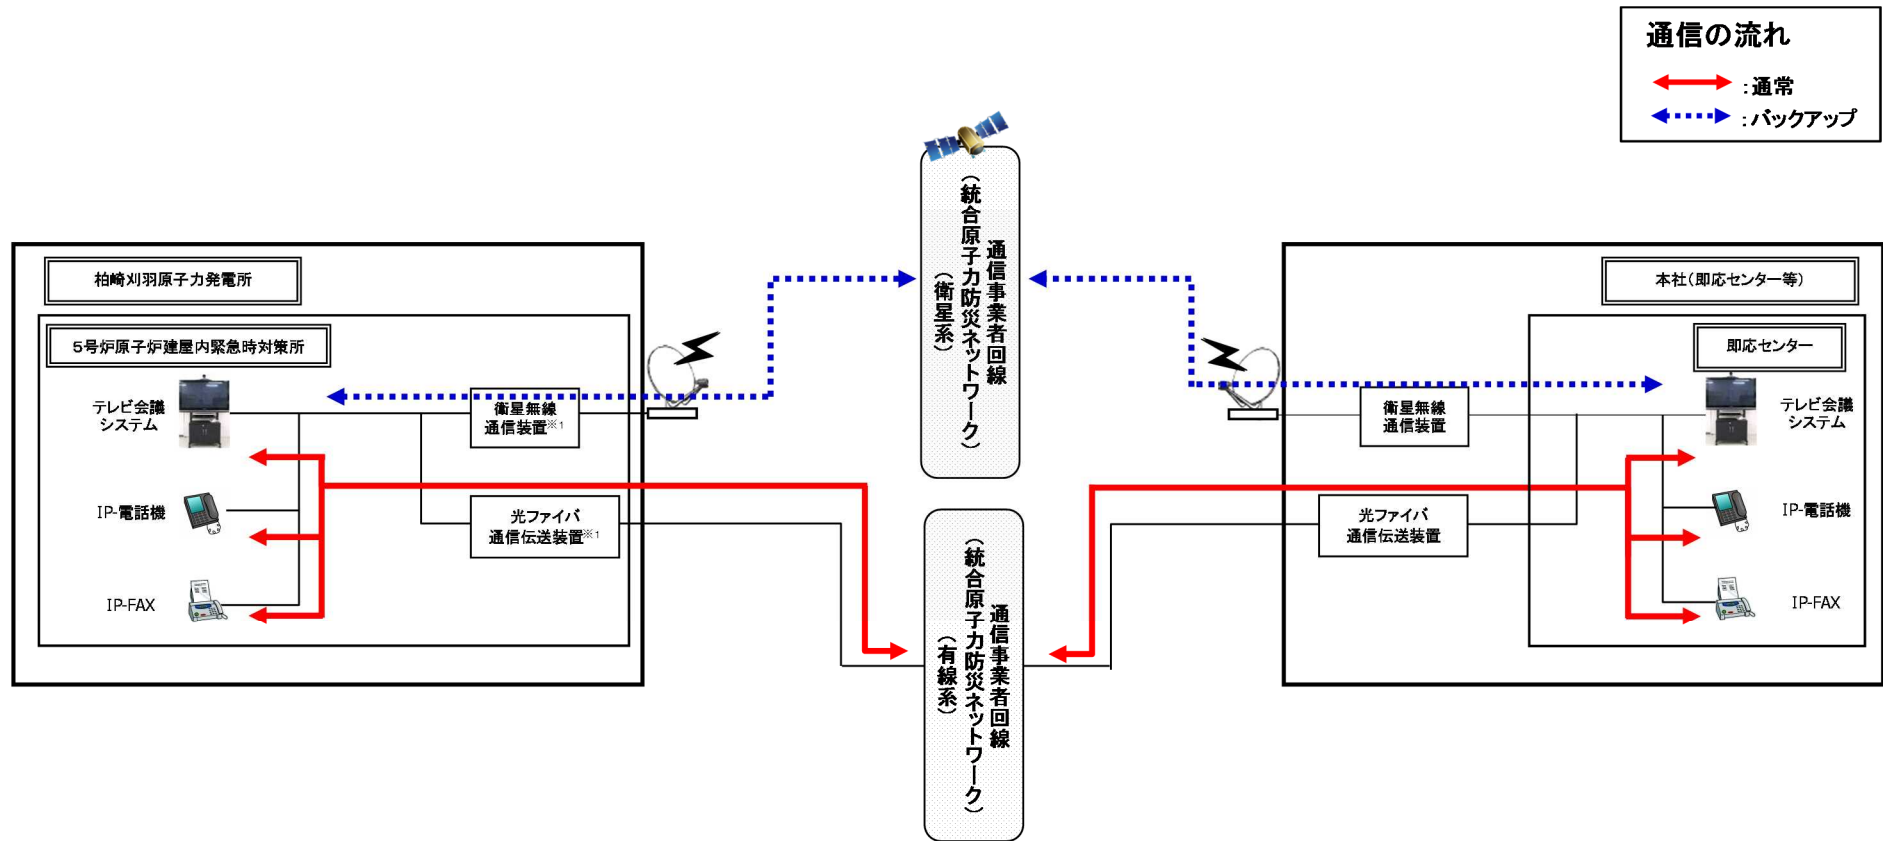 通信の流れ
:通常
:バックアップ
柏崎刈羽原子力発電所
5号炉原子炉建屋内緊急時対策所
テレビ会議
システム
IP-電話機
IP-FAX
衛星無線
通信装置※1
光ファイバ
通信伝送装置※1
通信事業者回線
(統合原子力防災ネットワーク)
(衛星系)
通信事業者回線
(統合原子力防災ネットワーク)
(有線系)
本社(即応センター等)
即応センター
衛星無線
通信装置
光ファイバ
通信伝送装置
テレビ会議
システム
IP-電話機
IP-FAX